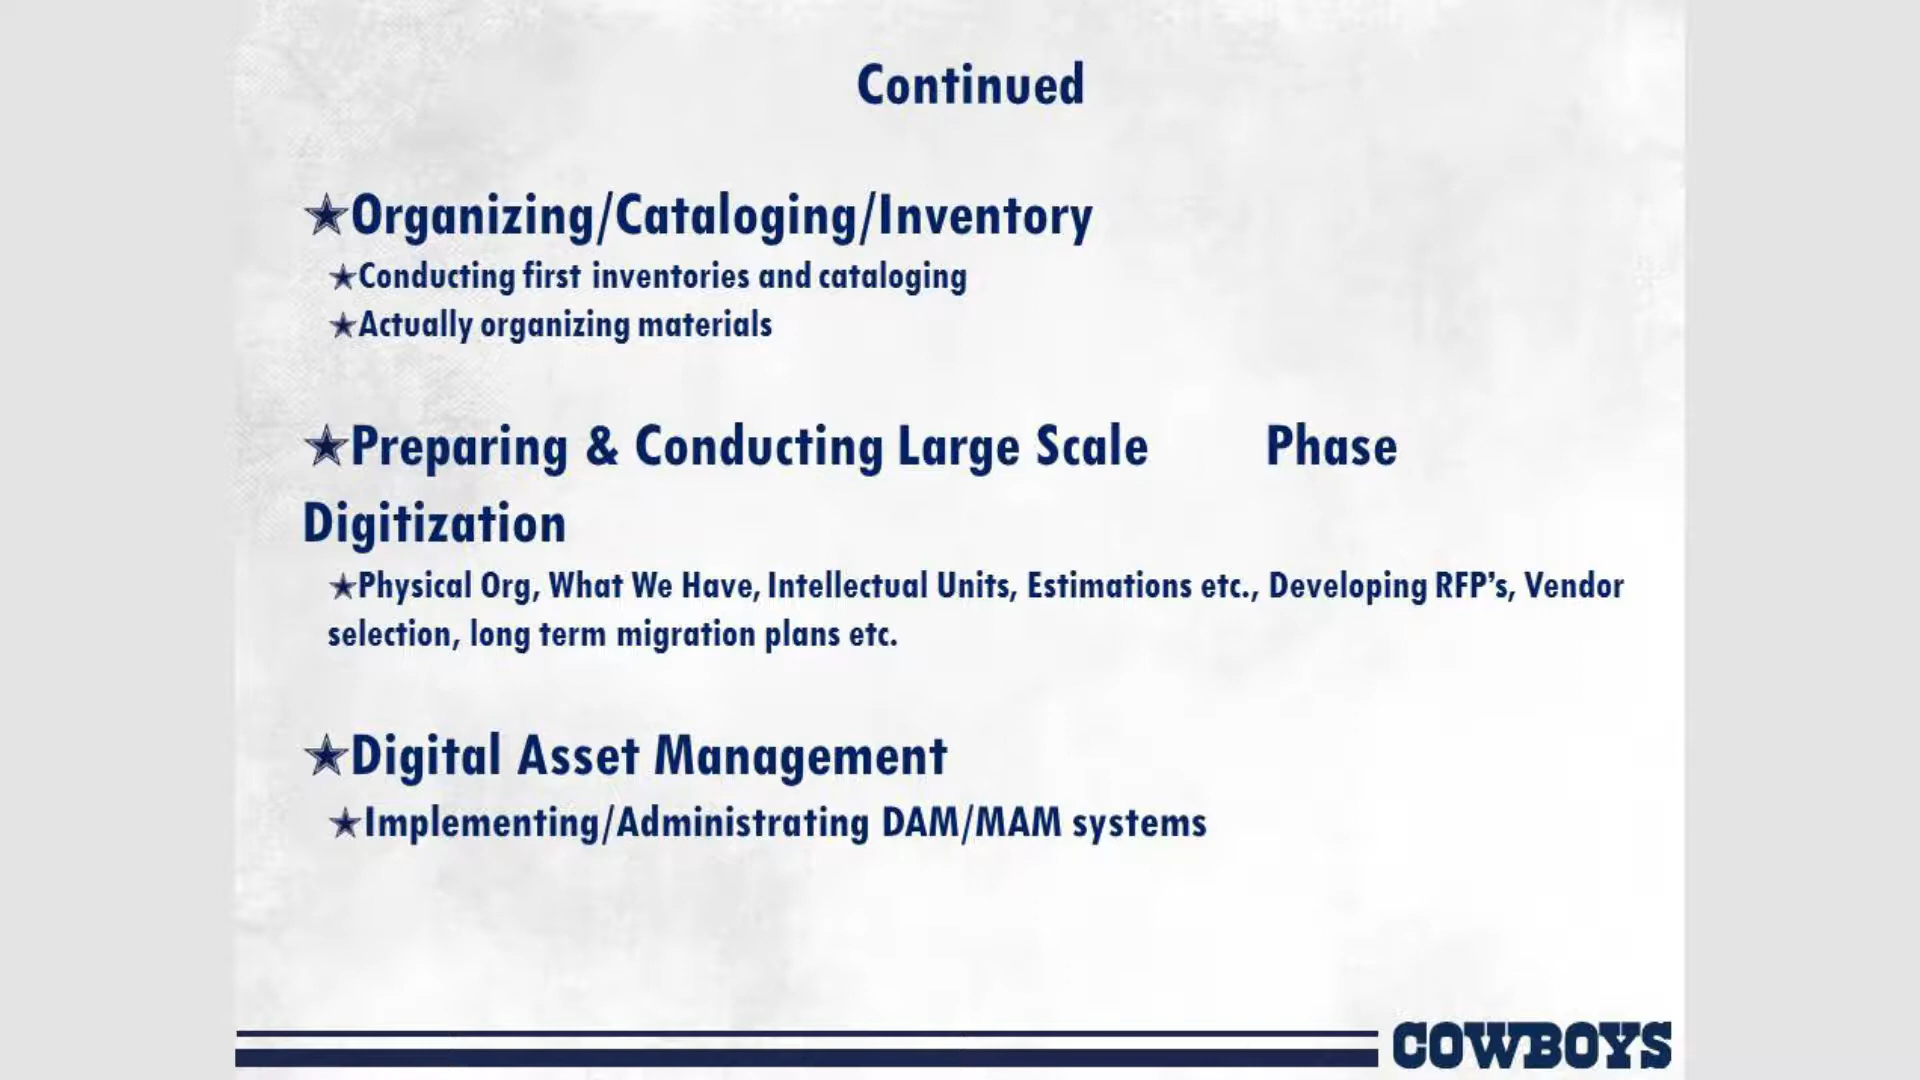 Continued
Organizing/Cataloging/Inventory
Conducting first inventories and cataloging
Actually organizing materials
Preparing & Conducting Large Scale Phase
Digitization
Physical Org, What We Have, Intellectual Units, Estimations etc., Developing RFP’s, Vendor
selection, long term migration plans etc.
Digital Asset Management
Implementing/Administrating DAM/MAM systems
COWBOYS